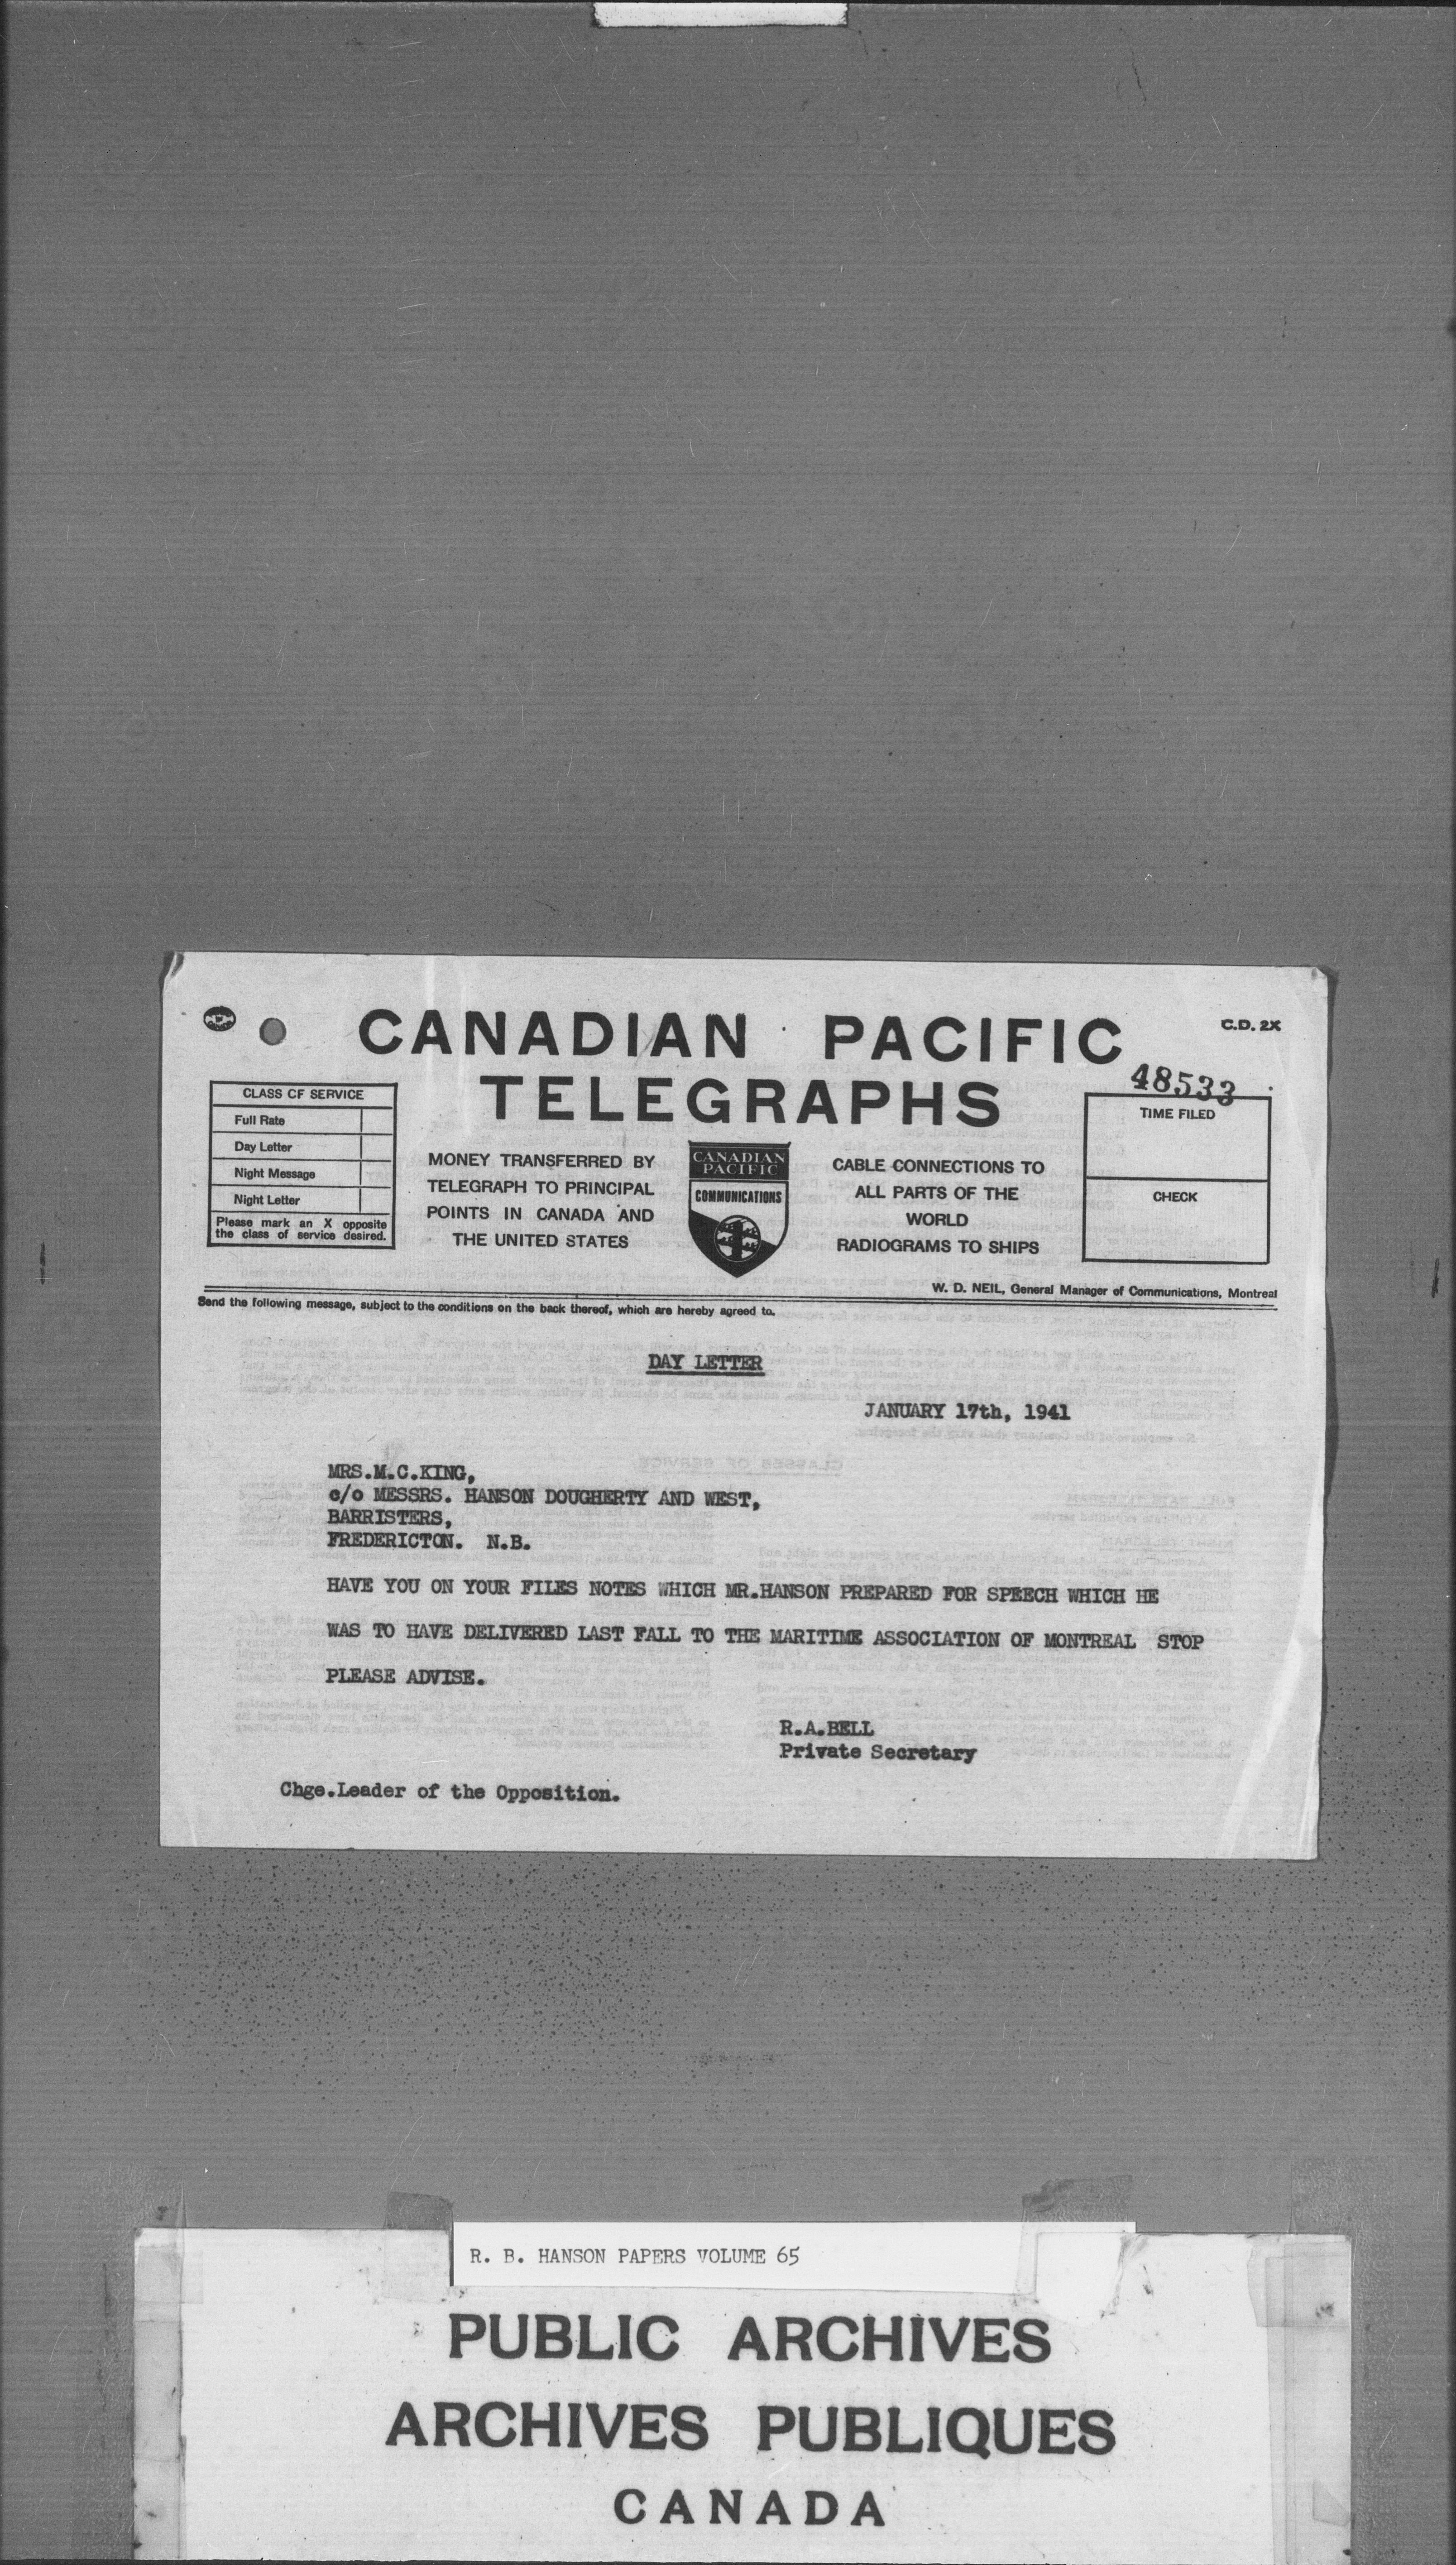 CANADIAN PACIFIC
TELEGRAPHS
C.D. 2X
48533
CLASS OF SERVICE
Full Rate
Day Letter
Night Message
Night Letter
Please mark an X opposite
the class of service desired.
MONEY TRANSFERRED BY
TELEGRAPH TO PRINCIPAL
POINTS IN CANADA AND
THE UNITED STATES
CANADIAN
PACIFIC
COMMUNICATIONS
CABLE CONNECTIONS TO
ALL PARTS OF THE
WORLD
RADIOGRAMS TO SHIPS
TIME FILED
CHECK
W. D. NEIL, General Manager of Communications, Montreal
Send the following message, subject to the conditions on the back thereof, which are hereby agreed to.
DAY LETTER
JANUARY 17th, 1941
MRS.M.C.KING,
c/o MESSRS. HANSON DOUGHERTY AND WEST,
BARRISTERS,
FREDERICTON. N.B.
HAVE YOU ON YOUR FILES NOTES WHICH MR.HANSON PREPARED FOR SPEECH WHICH HE
WAS TO HAVE DELIVERED LAST FALL TO THE MARITIME ASSOCIATION OF MONTREAL STOP
PLEASE ADVISE.
R.A.BELL
Private Secretary
Chge.Leader of the Opposition.
R. B. HANSON PAPERS VOLUME 65
PUBLIC ARCHIVES
ARCHIVES PUBLIQUES
CANADA